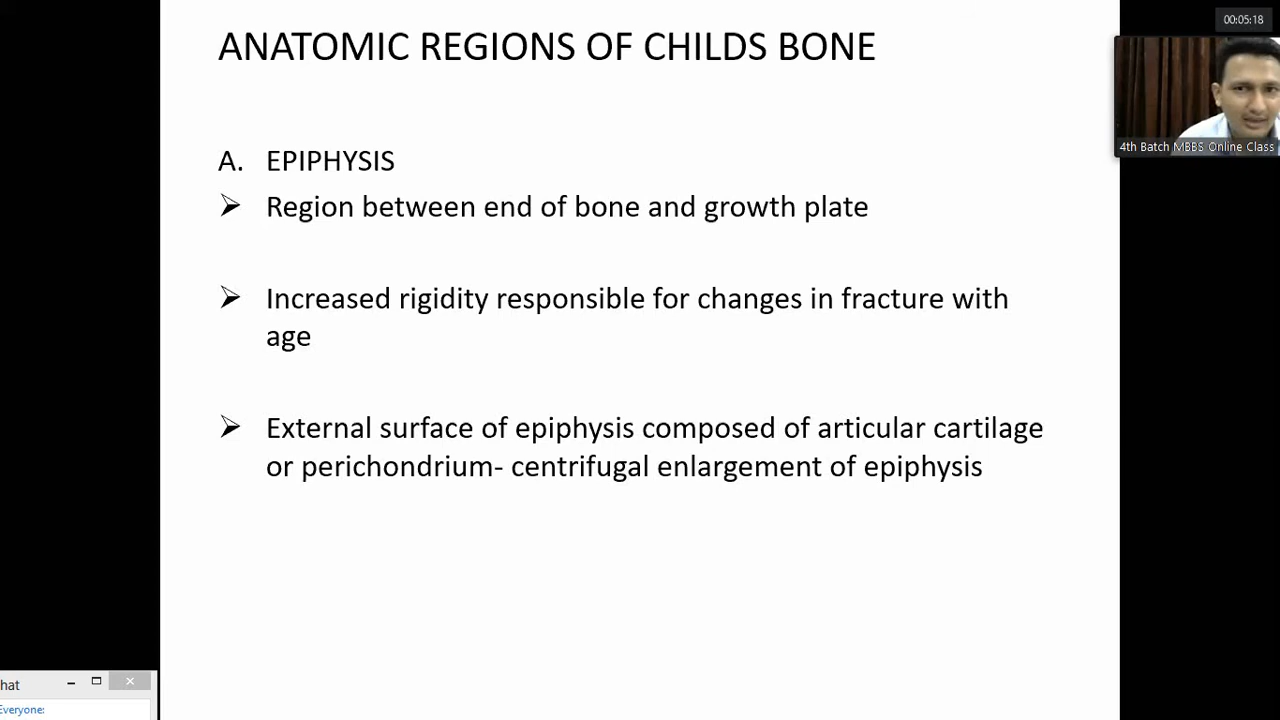 00:05:18
ANATOMIC REGIONS OF CHILDS BONE
4th Batch MBBS Online Class
A. EPIPHYSIS
➢ Region between end of bone and growth plate
➢ Increased rigidity responsible for changes in fracture with
age
➢ External surface of epiphysis composed of articular cartilage
or perichondrium- centrifugal enlargement of epiphysis
hat
Everyone: